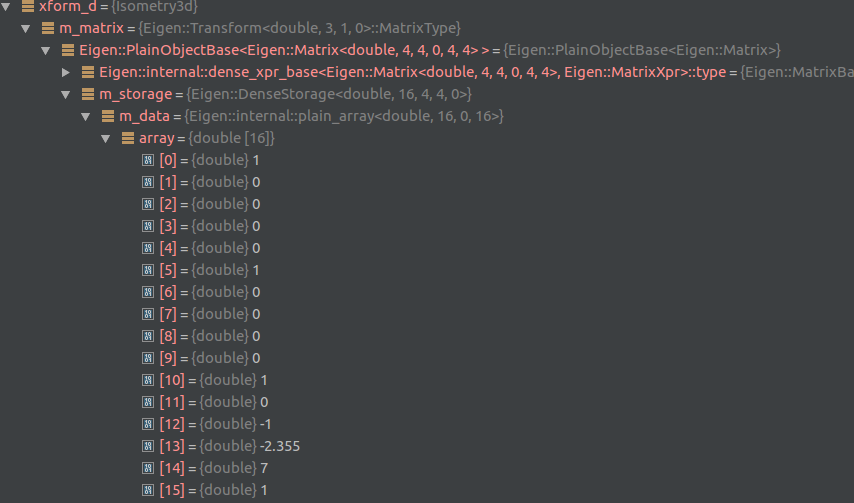 xform_d = {Isometry3d}
m_matrix = {Eigen::Transform<double, 3, 1, 0>::MatrixType}
Eigen::PlainObjectBase<Eigen::Matrix<double, 4, 4, 0, 4, 4> > = {Eigen::PlainObjectBase<Eigen::Matrix>}
Eigen::internal::dense_xpr_base<Eigen::Matrix<double, 4, 4, 0, 4, 4>, Eigen::MatrixXpr>::type = {Eigen::MatrixBa
m_storage = {Eigen::DenseStorage<double, 16, 4, 4, 0>}
m_data = {Eigen::internal::plain_array<double, 16, 0, 16>}
array = {double [16]}
[0] = {double} 1
[1] = {double} 0
[2] = {double} 0
[3] = {double} 0
[4] = {double} 0
[5] = {double} 1
[6] = {double} 0
[7] = {double} 0
[8] = {double} 0
[9] = {double} 0
[10] = {double} 1
[11] = {double} 0
[12] = {double} -1
[13] = {double} -2.355
[14] = {double} 7
[15] = {double} 1